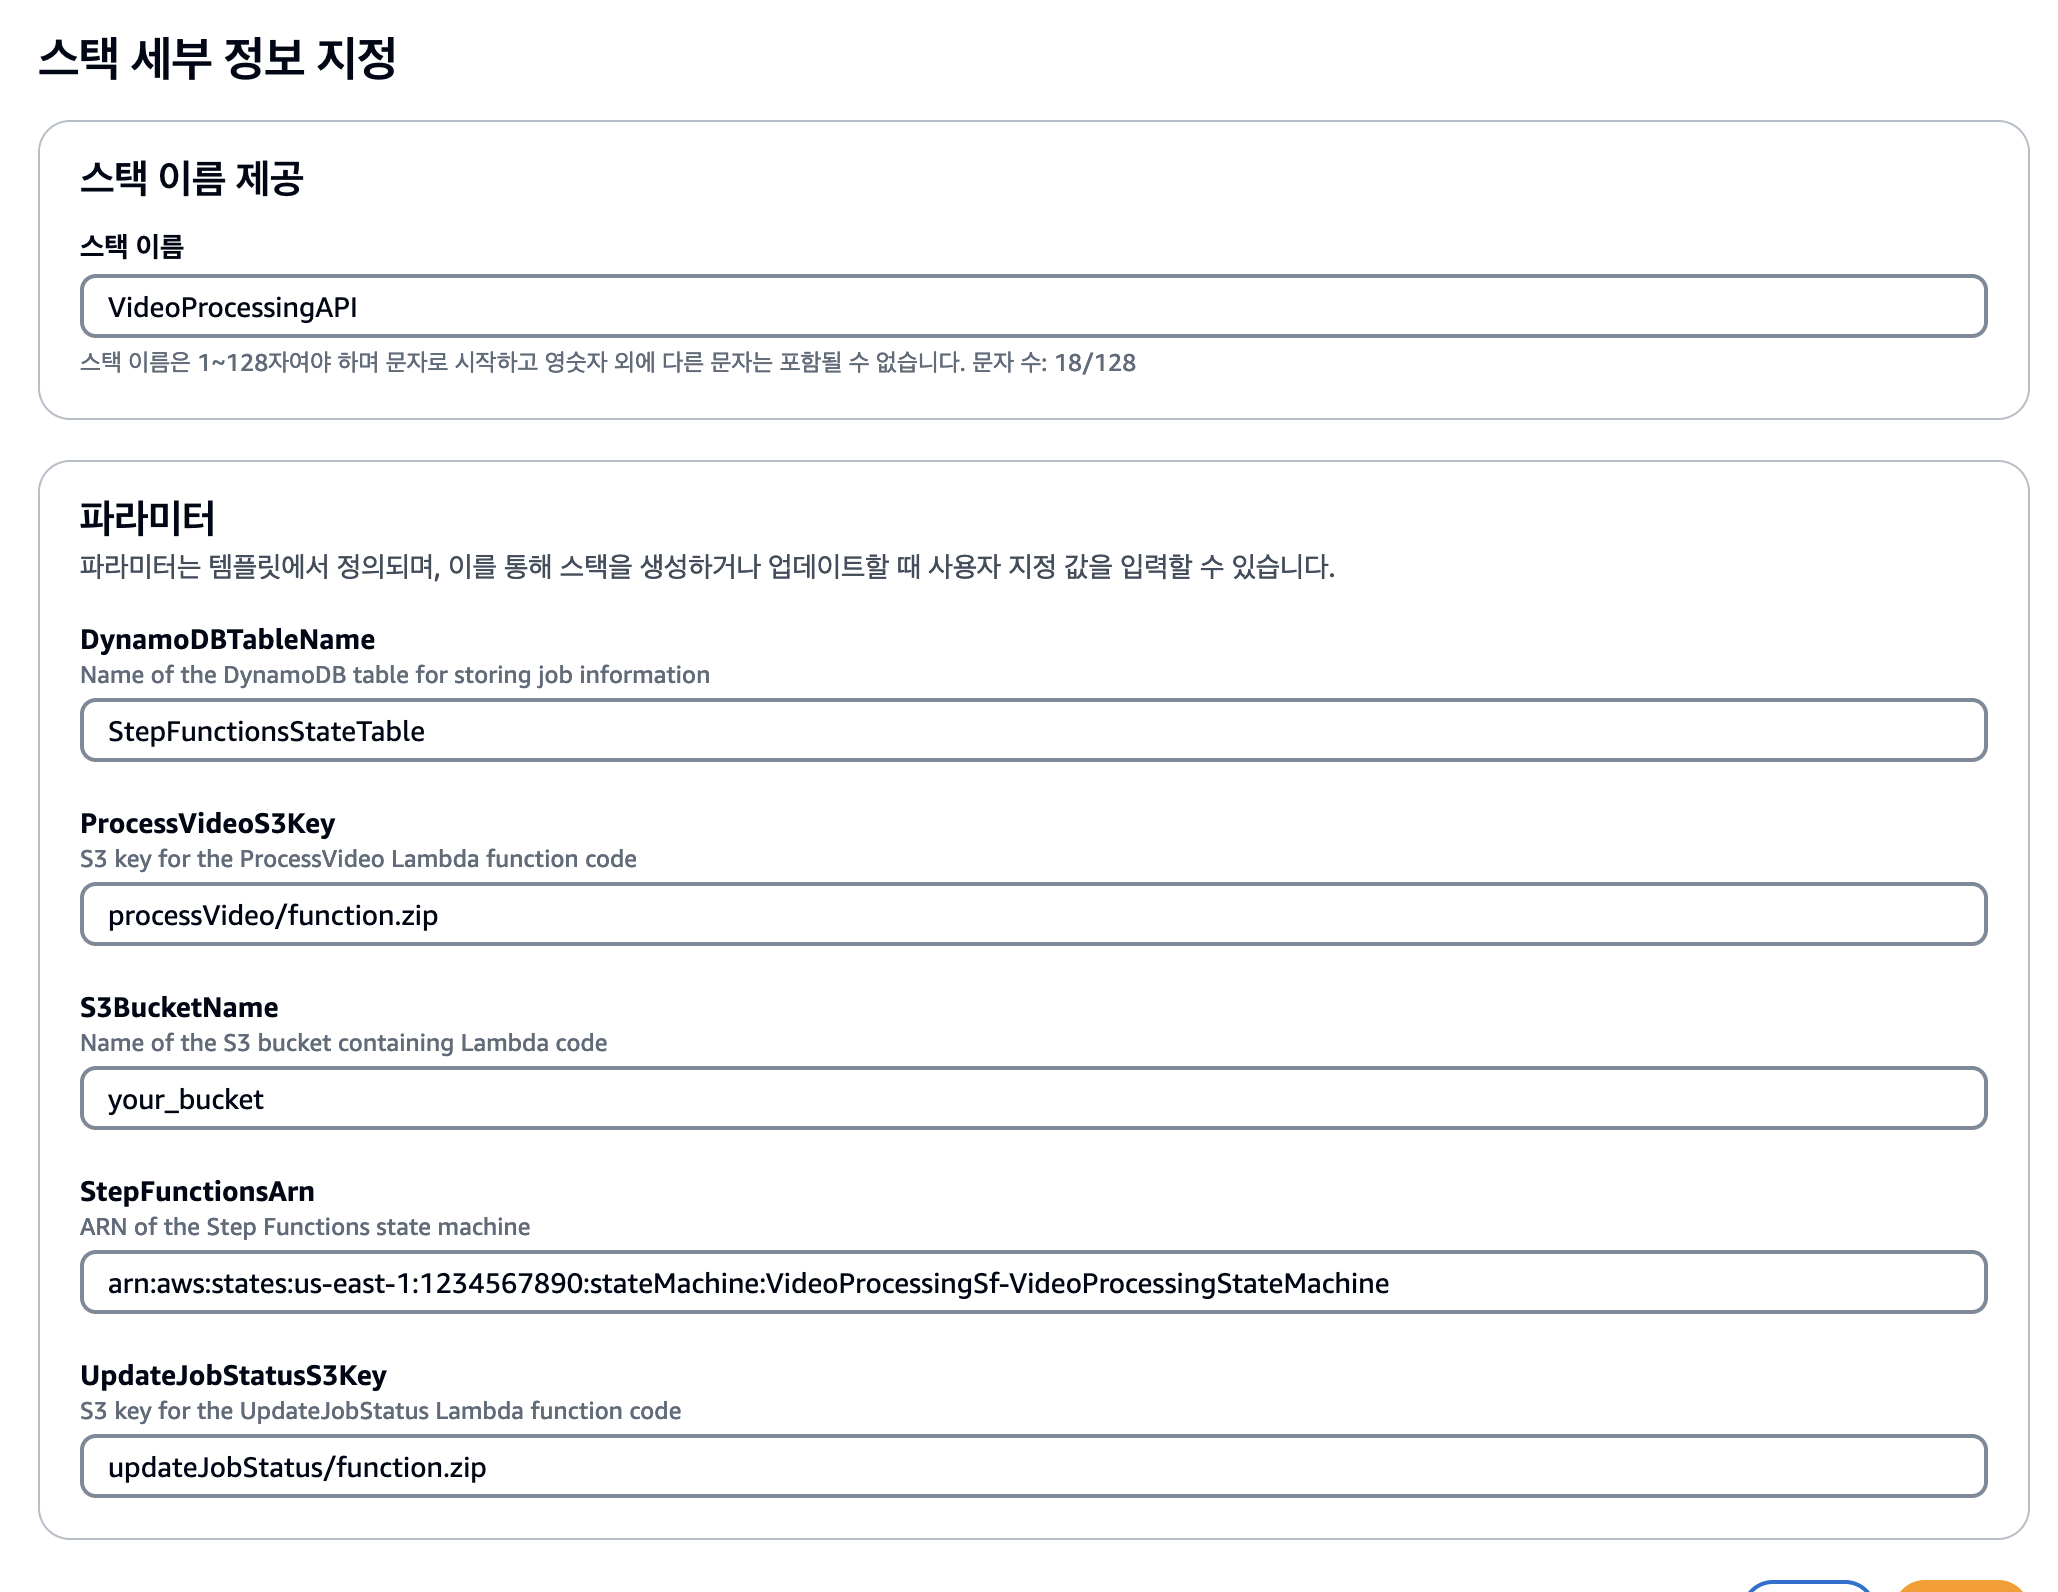 스택 세부 정보 지정
스택 이름 제공
스택 이름
VideoProcessingAPI
스택 이름은 1~128자여야 하며 문자로 시작하고 영숫자 외에 다른 문자는 포함될 수 없습니다. 문자 수: 18/128
파라미터
파라미터는 템플릿에서 정의되며, 이를 통해 스택을 생성하거나 업데이트할 때 사용자 지정 값을 입력할 수 있습니다.
DynamoDBTableName
Name of the DynamoDB table for storing job information
StepFunctionsStateTable
ProcessVideoS3Key
S3 key for the ProcessVideo Lambda function code
processVideo/function.zip
S3BucketName
Name of the S3 bucket containing Lambda code
your_bucket
StepFunctionsArn
ARN of the Step Functions state machine
arn:aws:states:us-east-1:1234567890:stateMachine:VideoProcessingSf-VideoProcessingStateMachine
UpdateJobStatusS3Key
S3 key for the UpdateJobStatus Lambda function code
updateJobStatus/function.zip